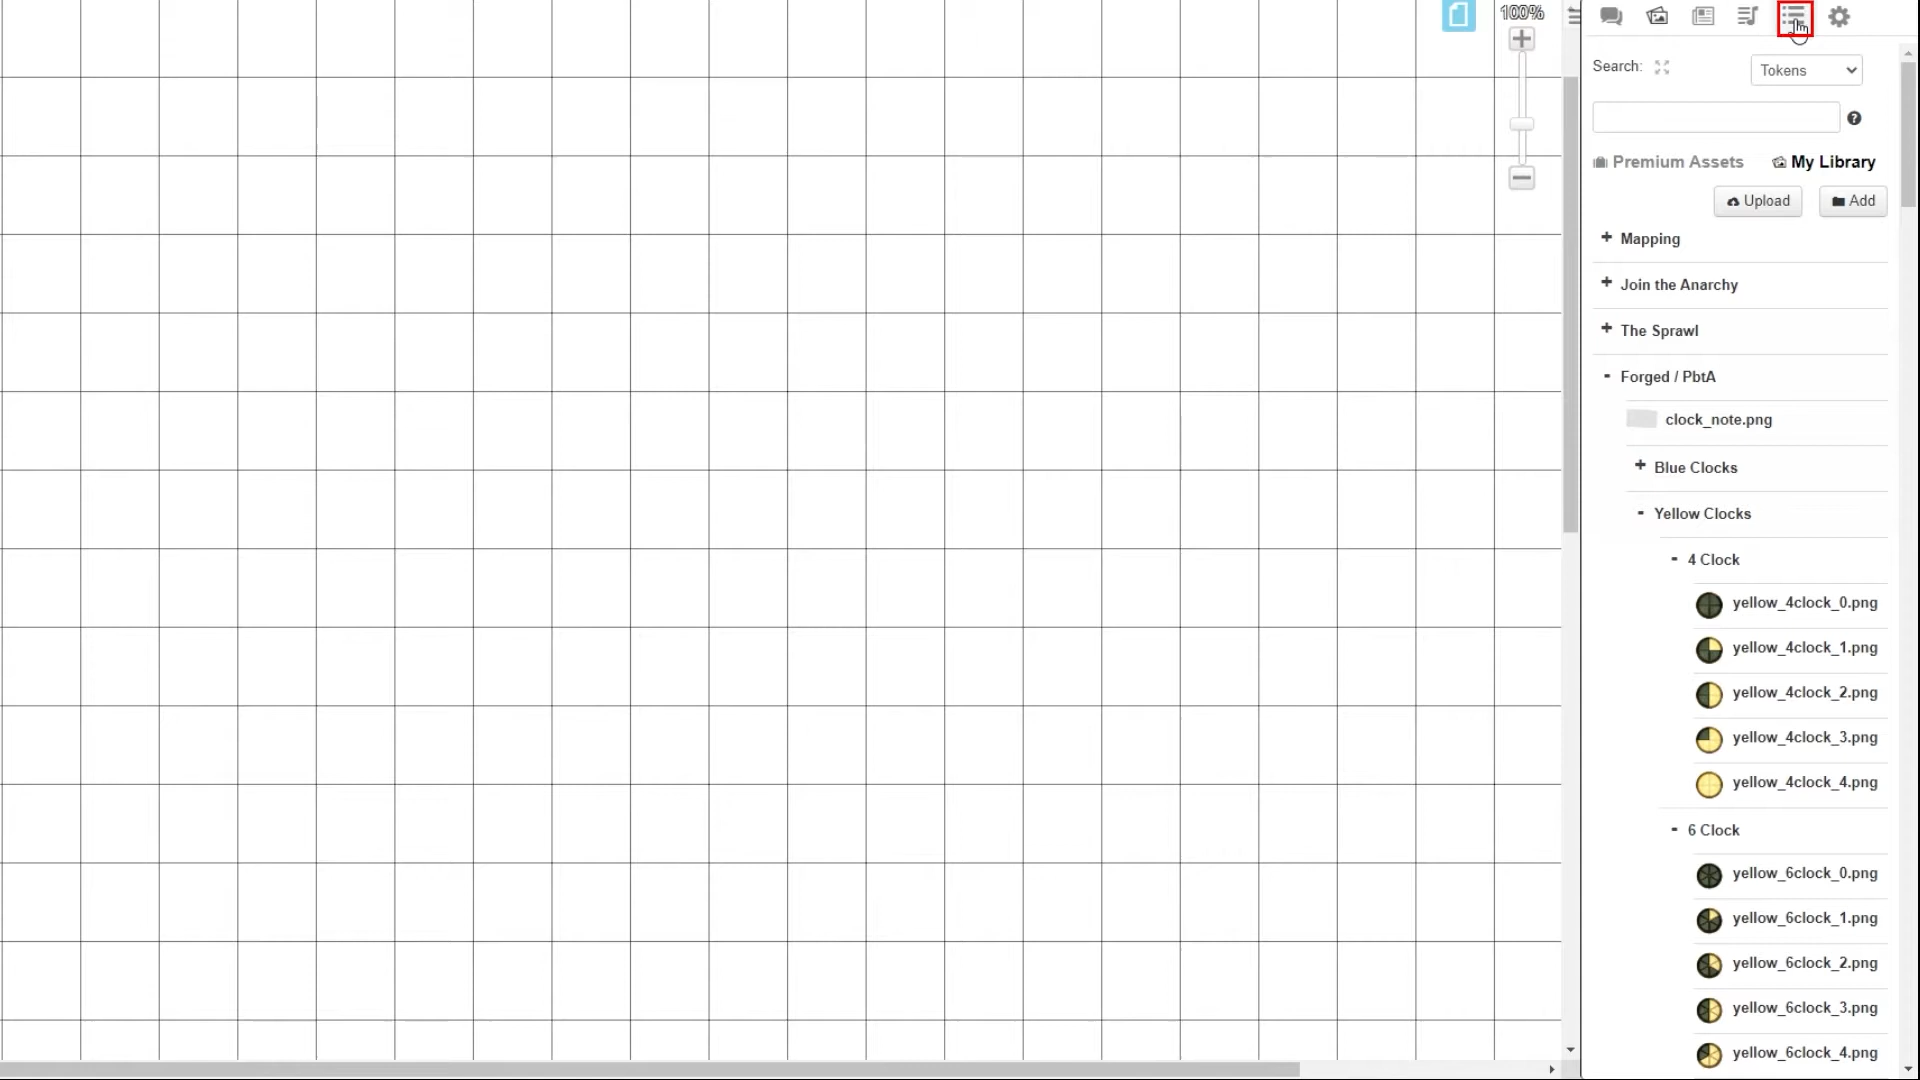 100%
Search:
Tokens
Premium Assets
My Library
Upload
Add
+ Mapping
+ Join the Anarchy
+ The Sprawl
- Forged / PbtA
clock_note.png
+ Blue Clocks
- Yellow Clocks
- 4 Clock
yellow_4clock_0.png
yellow_4clock_1.png
yellow_4clock_2.png
yellow_4clock_3.png
yellow_4clock_4.png
- 6 Clock
yellow_6clock_0.png
yellow_6clock_1.png
yellow_6clock_2.png
yellow_6clock_3.png
yellow_6clock_4.png